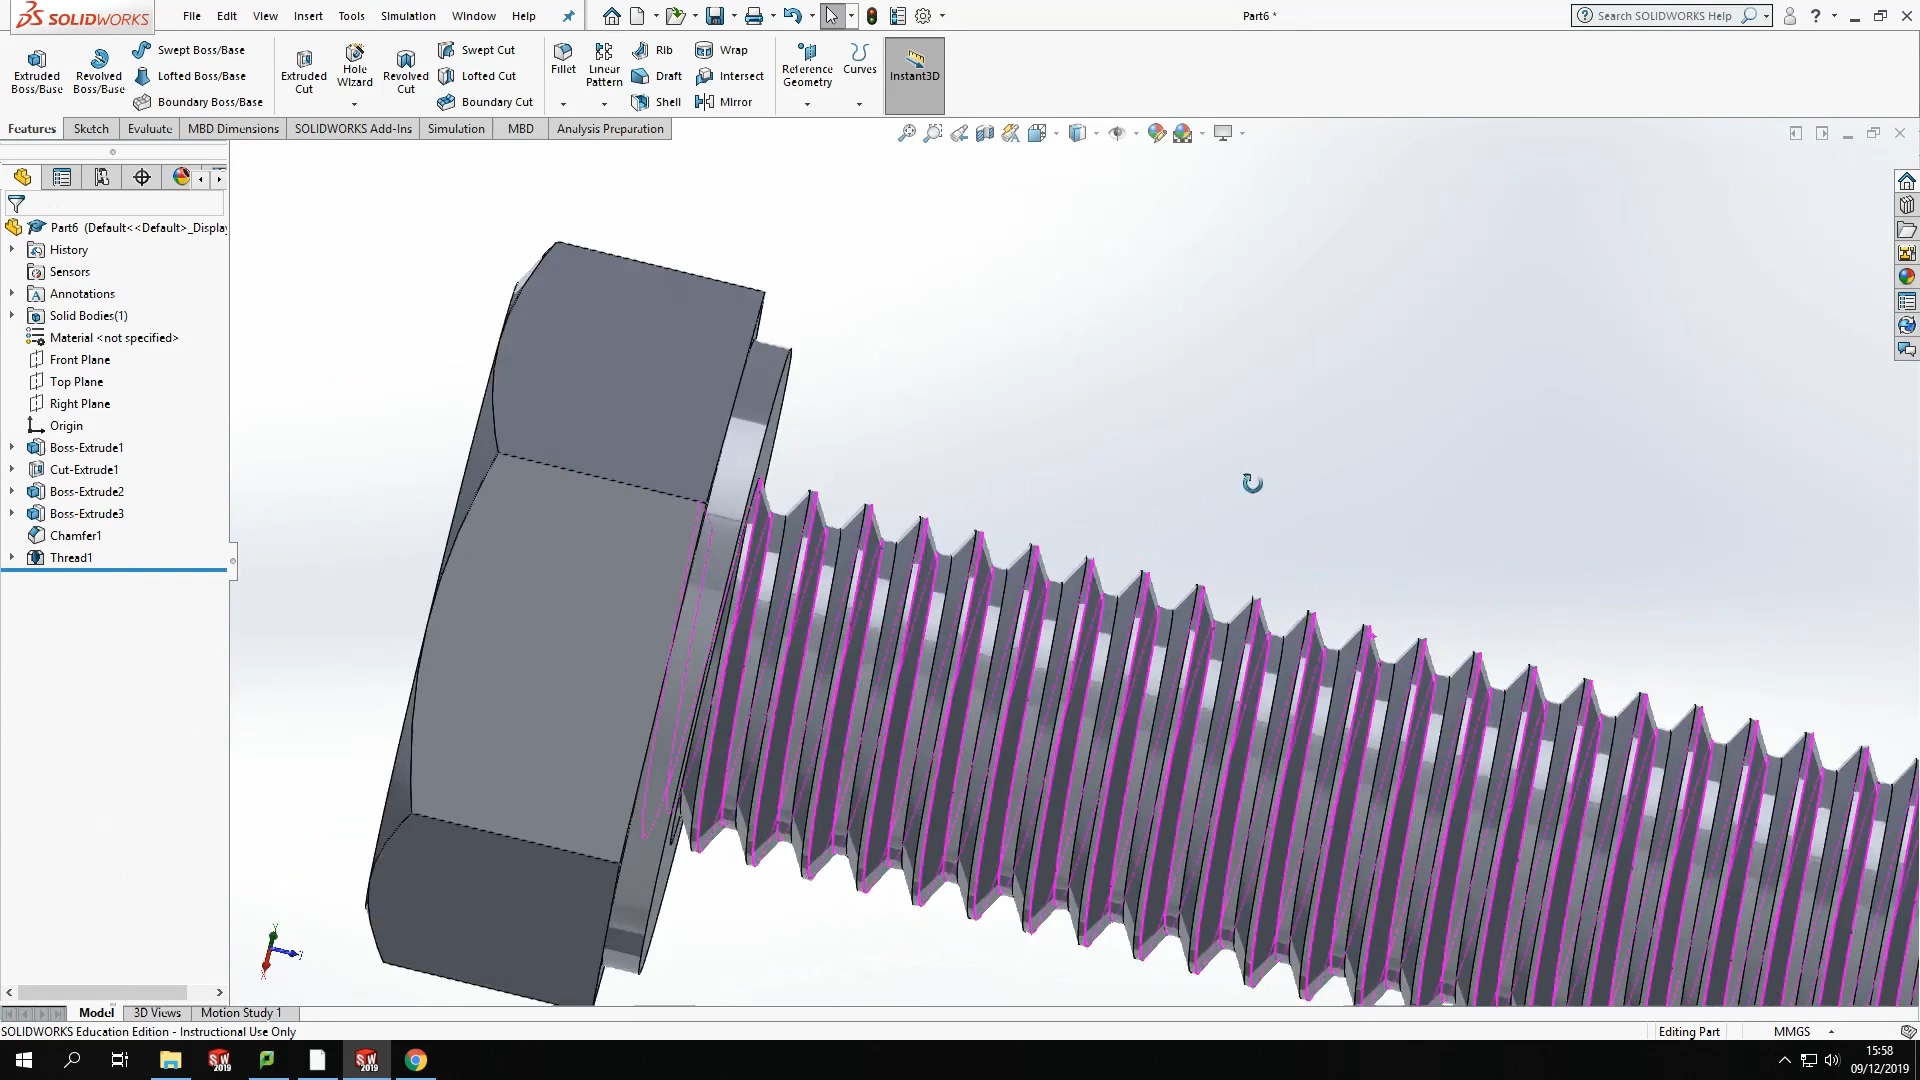 SOLIDWORKS
File Edit View Insert Tools Simulation Window Help
Part6 *
Search SOLIDWORKS Help
Extruded Boss/Base
Revolved Boss/Base
Swept Boss/Base
Lofted Boss/Base
Boundary Boss/Base
Extruded Cut
Hole Wizard
Revolved Cut
Swept Cut
Lofted Cut
Boundary Cut
Fillet
Linear Pattern
Rib
Draft
Shell
Wrap
Intersect
Mirror
Reference Geometry
Curves
Instant3D
Features Sketch Evaluate MBD Dimensions SOLIDWORKS Add-Ins Simulation MBD Analysis Preparation
Part6 (Default<<Default>_Displa
History
Sensors
Annotations
Solid Bodies(1)
Material <not specified>
Front Plane
Top Plane
Right Plane
Origin
Boss-Extrude1
Cut-Extrude1
Boss-Extrude2
Boss-Extrude3
Chamfer1
Thread1
Model 3D Views Motion Study 1
SOLIDWORKS Education Edition - Instructional Use Only
Editing Part
MMGS
15:58
09/12/2019